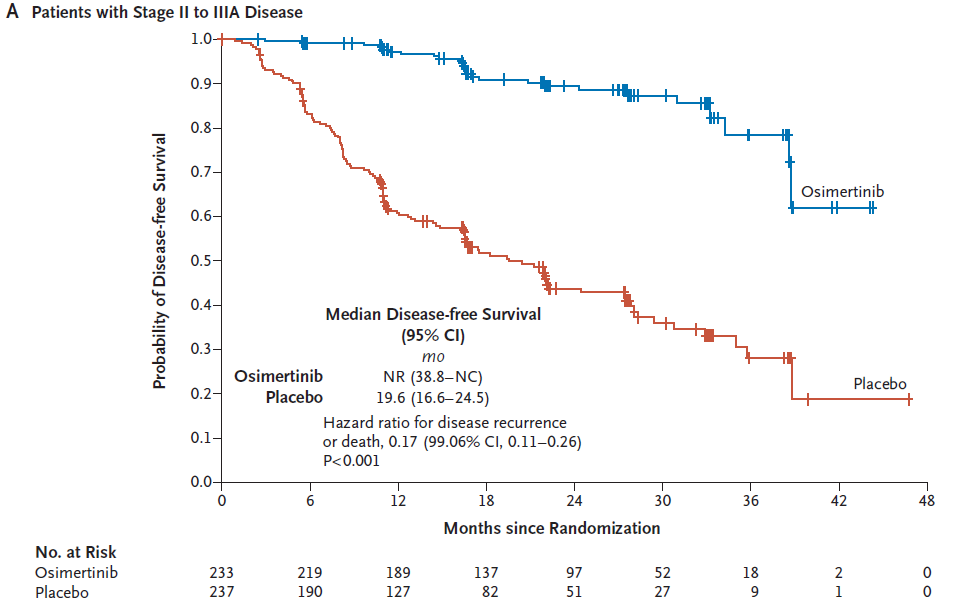 A Patients with Stage II to IIIA Disease
1.0
0.9
0.8
0.7
0.6
0.5
0.4
0.3
0.2
0.1
0.0
Probability of Disease-free Survival
Osimertinib
Placebo
Median Disease-free Survival
(95% CI)
mo
Osimertinib NR (38.8–NC)
Placebo 19.6 (16.6–24.5)
Hazard ratio for disease recurrence
or death, 0.17 (99.06% CI, 0.11–0.26)
P<0.001
0 6 12 18 24 30 36 42 48
Months since Randomization
No. at Risk
Osimertinib 233 219 189 137 97 52 18 2 0
Placebo 237 190 127 82 51 27 9 1 0